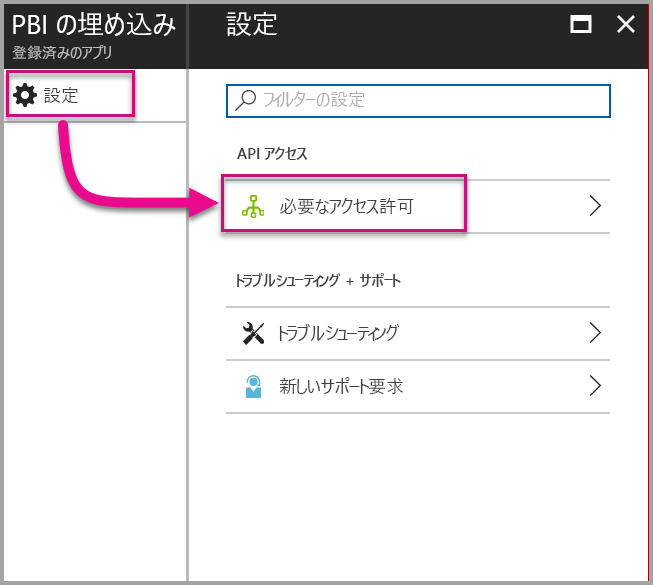 PBI の埋め込み
登録済みのアプリ
設定
設定
フィルターの設定
API アクセス
必要なアクセス許可
トラブルシューティング + サポート
トラブルシューティング
新しいサポート要求